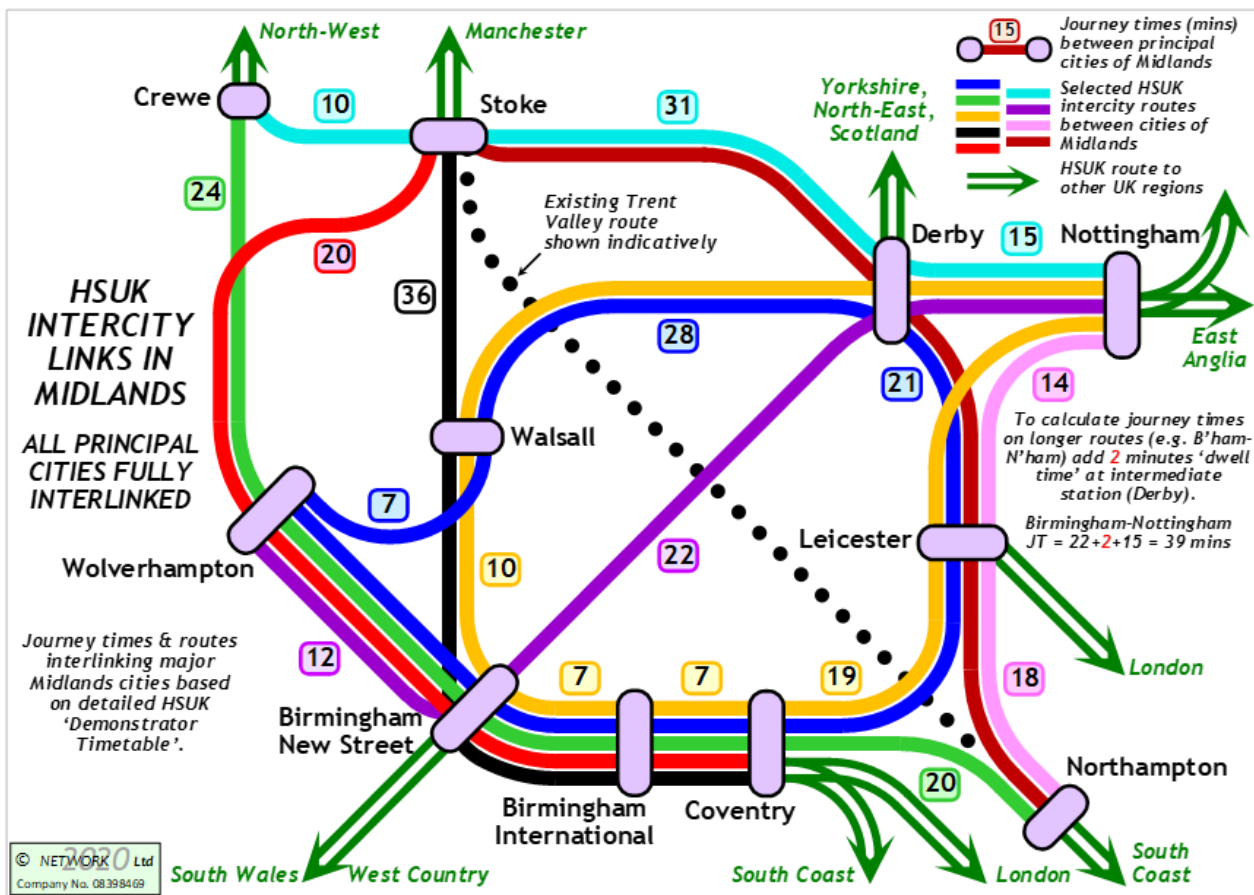 North-West
Manchester
15
Journey times (mins)
between principal
cities of Midlands
Crewe
10
Stoke
31
Yorkshire,
North-East,
Scotland
Selected HSUK
intercity routes
between cities of
Midlands
HSUK route to
other UK regions
24
Existing Trent
Valley route
shown indicatively
Derby
15
Nottingham
20
36
HSUK
INTERCITY
LINKS IN
MIDLANDS
ALL PRINCIPAL
CITIES FULLY
INTERLINKED
28
21
14
East
Anglia
To calculate journey times
on longer routes (e.g. B'ham-
N'ham) add 2 minutes 'dwell
time' at intermediate
station (Derby).
Birmingham-Nottingham
JT = 22+2+15 = 39 mins
Walsall
7
Wolverhampton
10
22
Leicester
Journey times & routes
interlinking major
Midlands cities based
on detailed HSUK
'Demonstrator
Timetable'.
12
Birmingham
New Street
7
7
19
18
London
Birmingham
International
Coventry
20
Northampton
South Wales
West Country
South Coast
London
South
Coast
© NETWORK 2020 Ltd
Company No. 08398469